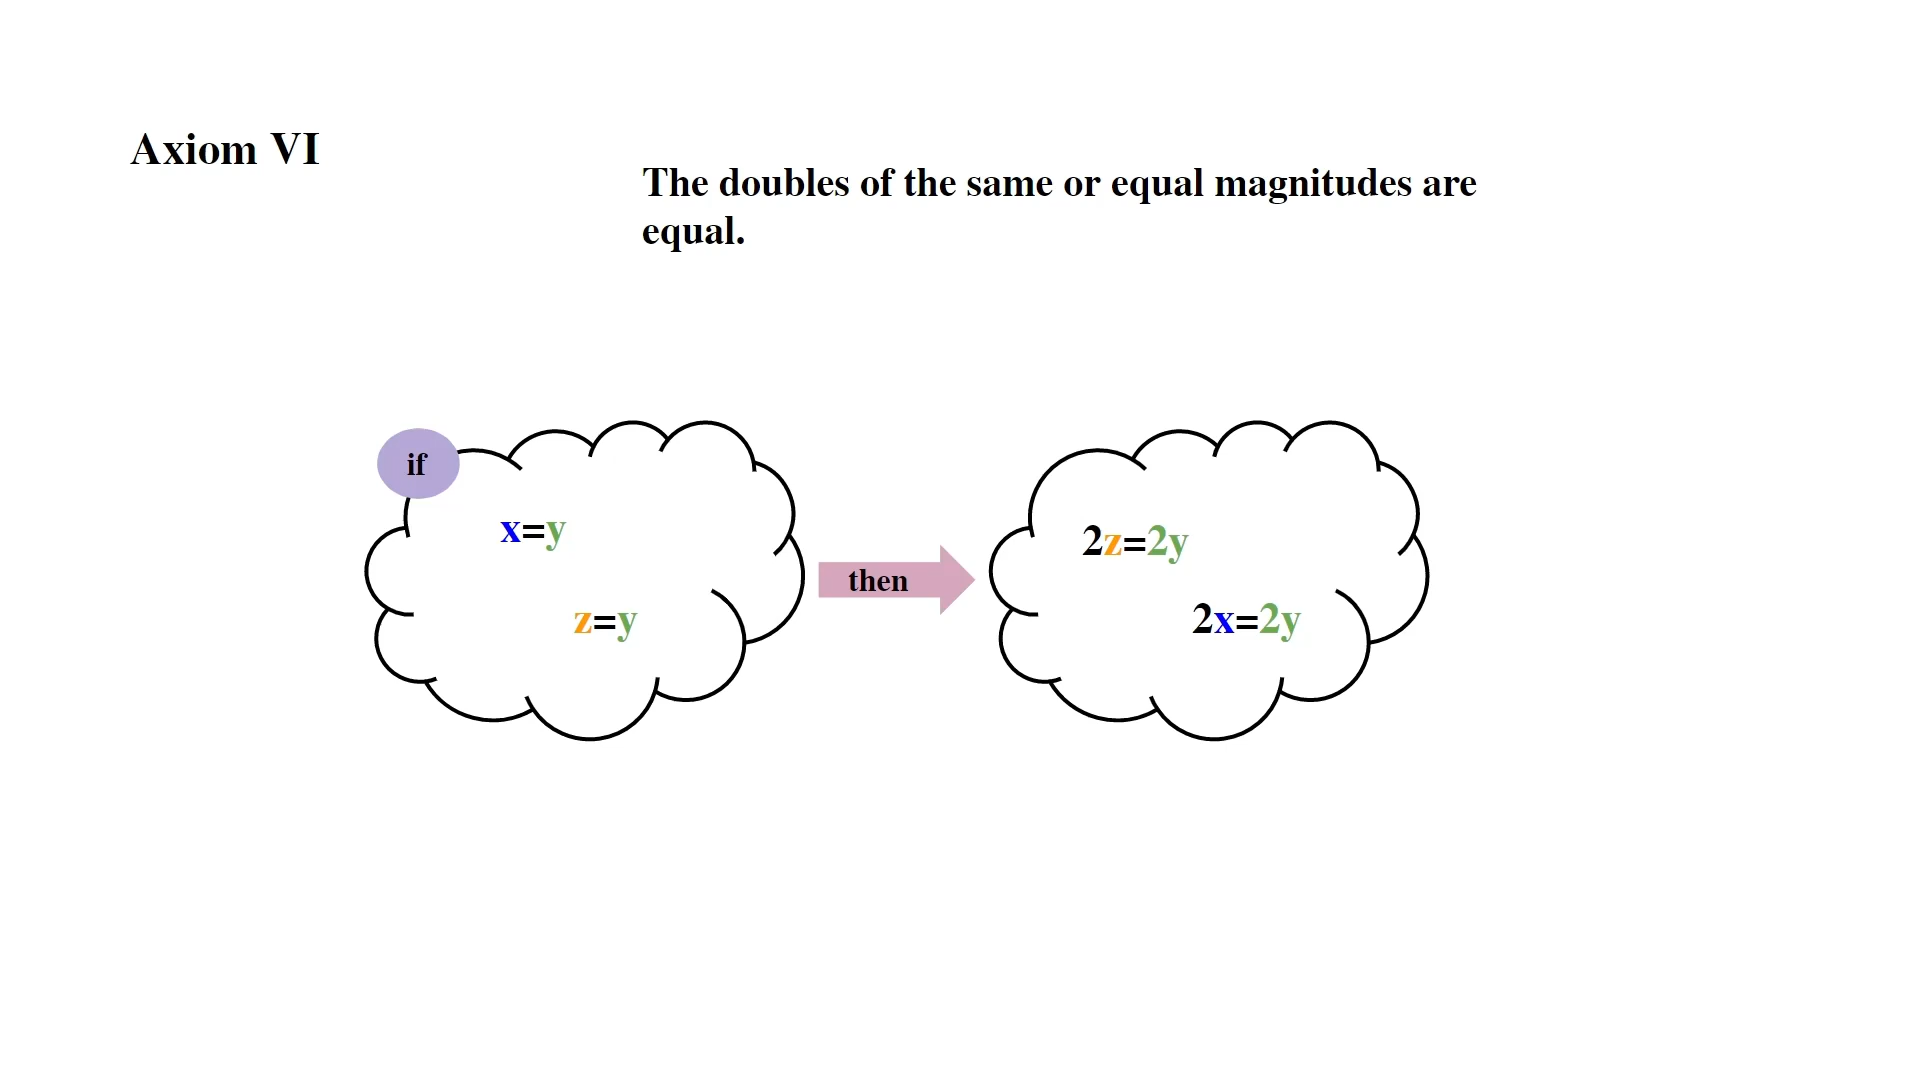 Axiom VI
The doubles of the same or equal magnitudes are
equal.
if
x=y
z=y
then
2z=2y
2x=2y